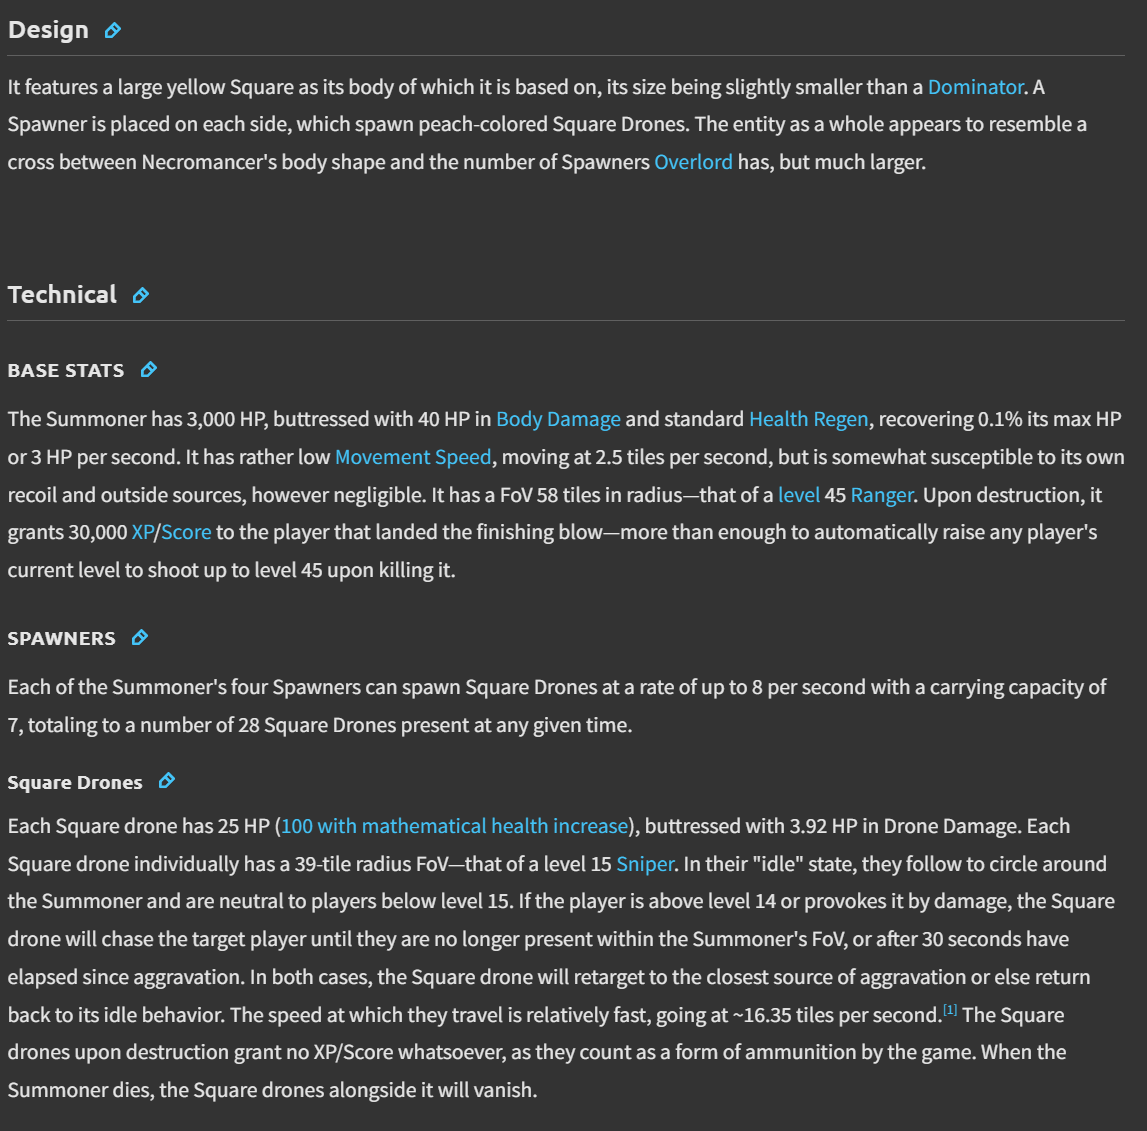 Design
It features a large yellow Square as its body of which it is based on, its size being slightly smaller than a Dominator. A
Spawner is placed on each side, which spawn peach-colored Square Drones. The entity as a whole appears to resemble a
cross between Necromancer's body shape and the number of Spawners Overlord has, but much larger.
Technical
BASE STATS
The Summoner has 3,000 HP, buttressed with 40 HP in Body Damage and standard Health Regen, recovering 0.1% its max HP
or 3 HP per second. It has rather low Movement Speed, moving at 2.5 tiles per second, but is somewhat susceptible to its own
recoil and outside sources, however negligible. It has a FoV 58 tiles in radius—that of a level 45 Ranger. Upon destruction, it
grants 30,000 XP/Score to the player that landed the finishing blow—more than enough to automatically raise any player's
current level to shoot up to level 45 upon killing it.
SPAWNERS
Each of the Summoner's four Spawners can spawn Square Drones at a rate of up to 8 per second with a carrying capacity of
7, totaling to a number of 28 Square Drones present at any given time.
Square Drones
Each Square drone has 25 HP (100 with mathematical health increase), buttressed with 3.92 HP in Drone Damage. Each
Square drone individually has a 39-tile radius FoV—that of a level 15 Sniper. In their "idle" state, they follow to circle around
the Summoner and are neutral to players below level 15. If the player is above level 14 or provokes it by damage, the Square
drone will chase the target player until they are no longer present within the Summoner's FoV, or after 30 seconds have
elapsed since aggravation. In both cases, the Square drone will retarget to the closest source of aggravation or else return
back to its idle behavior. The speed at which they travel is relatively fast, going at ~16.35 tiles per second.[1] The Square
drones upon destruction grant no XP/Score whatsoever, as they count as a form of ammunition by the game. When the
Summoner dies, the Square drones alongside it will vanish.